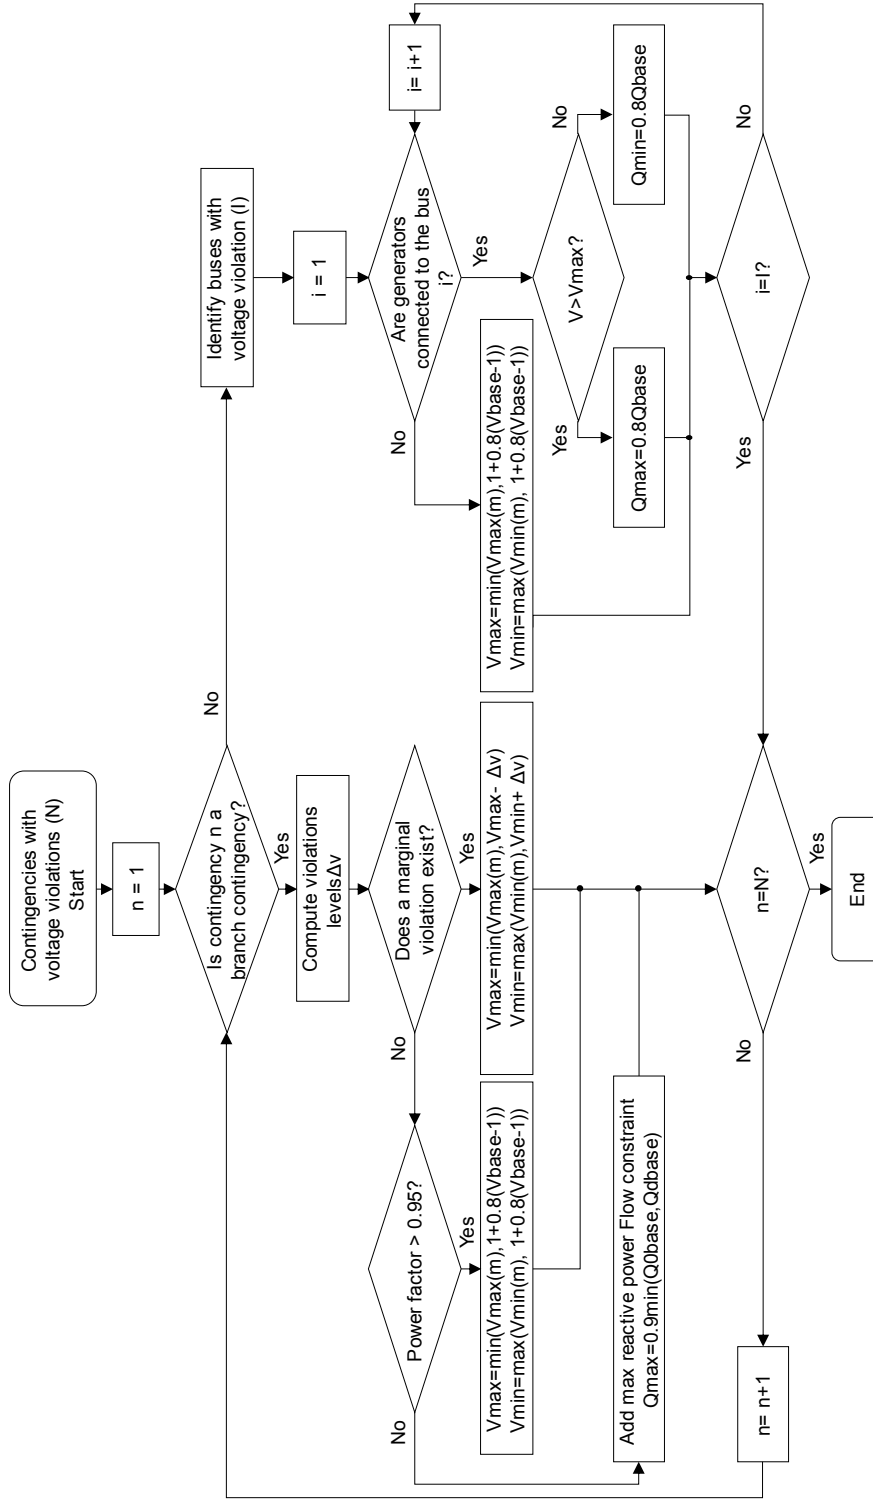 Contingencies with
voltage violations (N)
Start
n = 1
Is contingency n a
branch contingency?
No
Yes
Identify buses with
voltage violation (I)
Compute violations
levelsΔv
i = 1
i= i+1
Does a marginal
violation exist?
No
Yes
Are generators
connected to the bus
i?
No
Yes
Power factor > 0.95?
No
Yes
Vmax=min(Vmax(m),1+0.8(Vbase-1))
Vmin=max(Vmin(m), 1+0.8(Vbase-1))
Vmax=min(Vmax(m),Vmax- Δv)
Vmin=max(Vmin(m),Vmin+ Δv)
Vmax=min(Vmax(m),1+0.8(Vbase-1))
Vmin=max(Vmin(m), 1+0.8(Vbase-1))
V>Vmax?
Yes
No
Add max reactive power Flow constraint
Qmax=0.9min(Q0base,Qdbase)
Qmax=0.8Qbase
Qmin=0.8Qbase
n=N?
No
Yes
i=I?
Yes
No
n= n+1
End